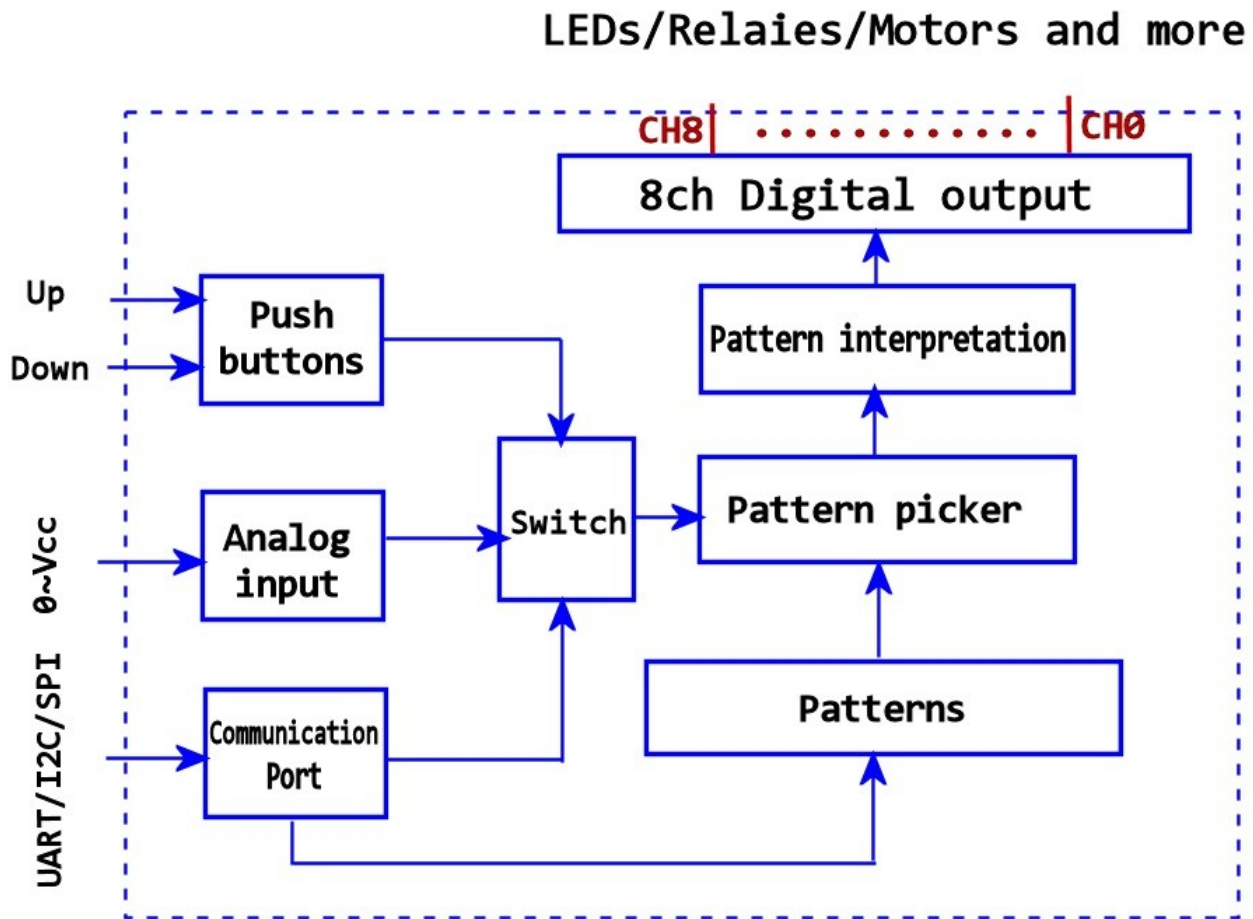 LEDs/Relaies/Motors and more
CH8
CH0
8ch Digital output
Up
Down
Push
buttons
Pattern interpretation
Switch
Pattern picker
Analog
input
0~Vcc
Communication
Port
UART/I2C/SPI
Patterns